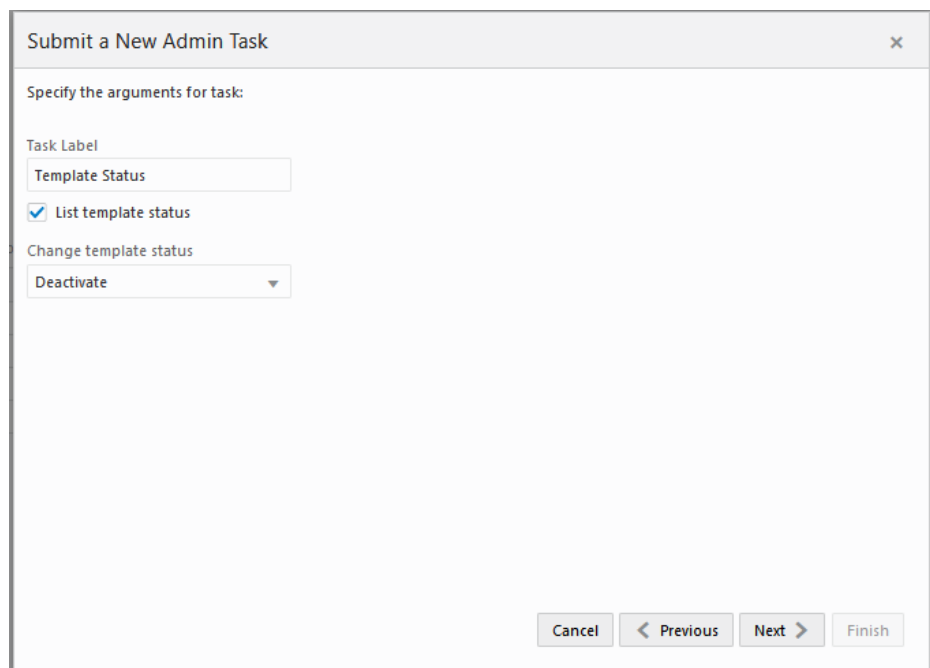 Submit a New Admin Task
Specify the arguments for task:
Task Label
Template Status
List template status
Change template status
Deactivate
Cancel Previous Next Finish